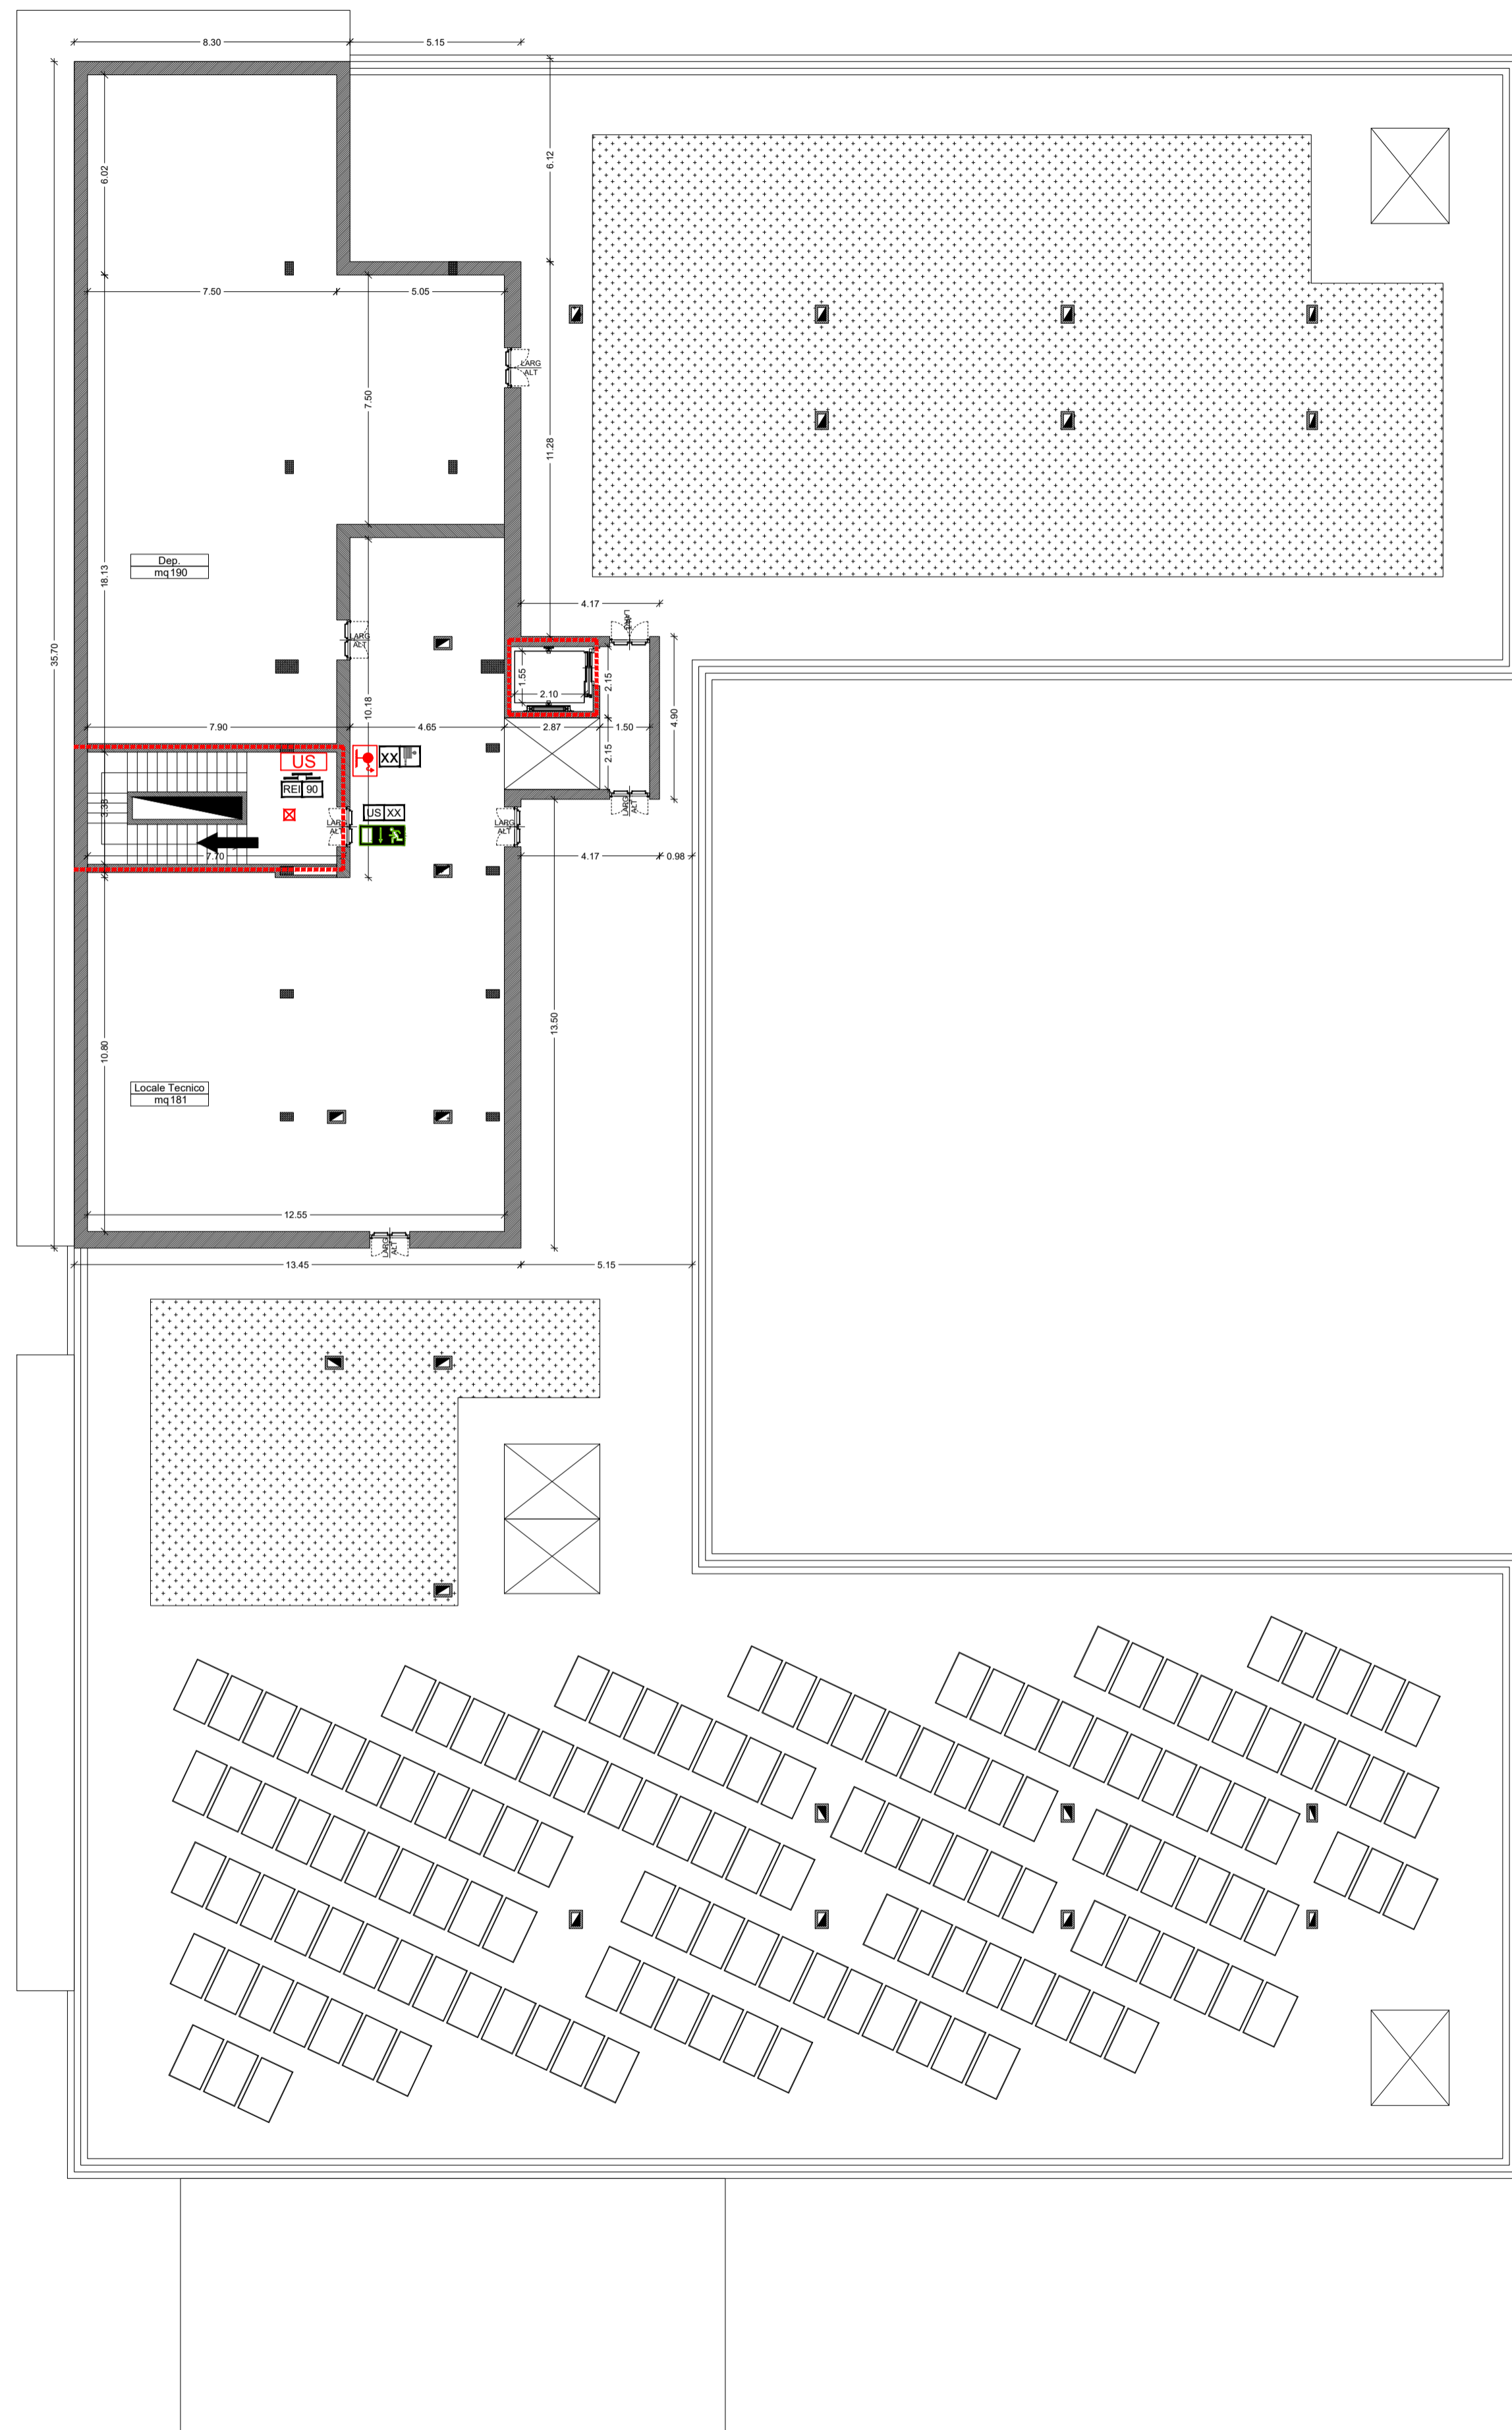 8.30
5.15
6.02
6.12
7.50
5.05
LARG
ALT
7.50
11.28
Dep.
mq 190
18.13
4.17
LARG
ALT
LARG
35.70
1.55
2.10
2.15
10.18
7.90
4.65
2.87
1.50
4.90
2.15
US
XX
REI 90
3.38
US XX
LARG
ALT
LARG
ALT
LARG
ALT
7.70
4.17
0.98
13.50
10.80
Locale Tecnico
mq 181
12.55
LARG
ALT
13.45
5.15